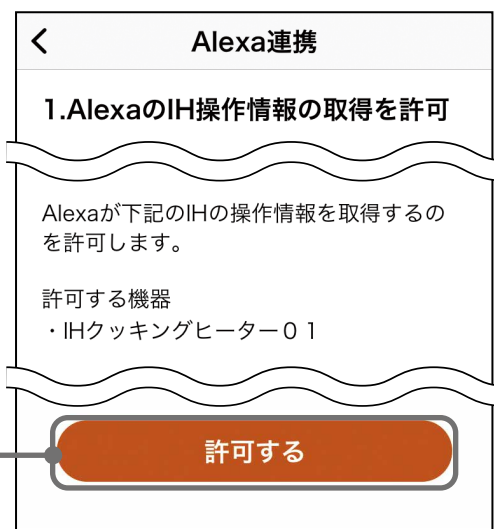 Alexa連携
1.AlexaのIH操作情報の取得を許可
Alexaが下記のIHの操作情報を取得するの
を許可します。
許可する機器
・IHクッキングヒーター０１
許可する